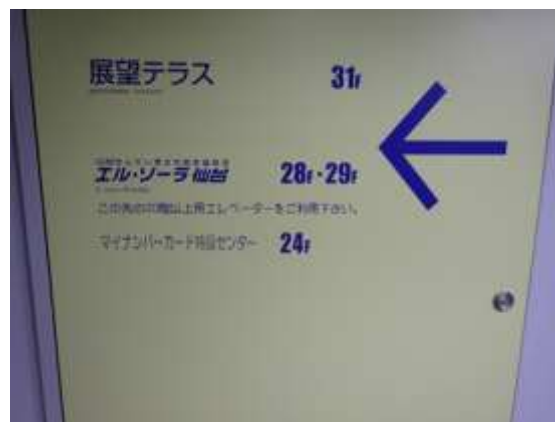 展望テラス 31F
エル・ソーラ仙台 28F・29F
この先の中層以上用エレベーターをご利用下さい。
マイナンバーカード特設センター 24F